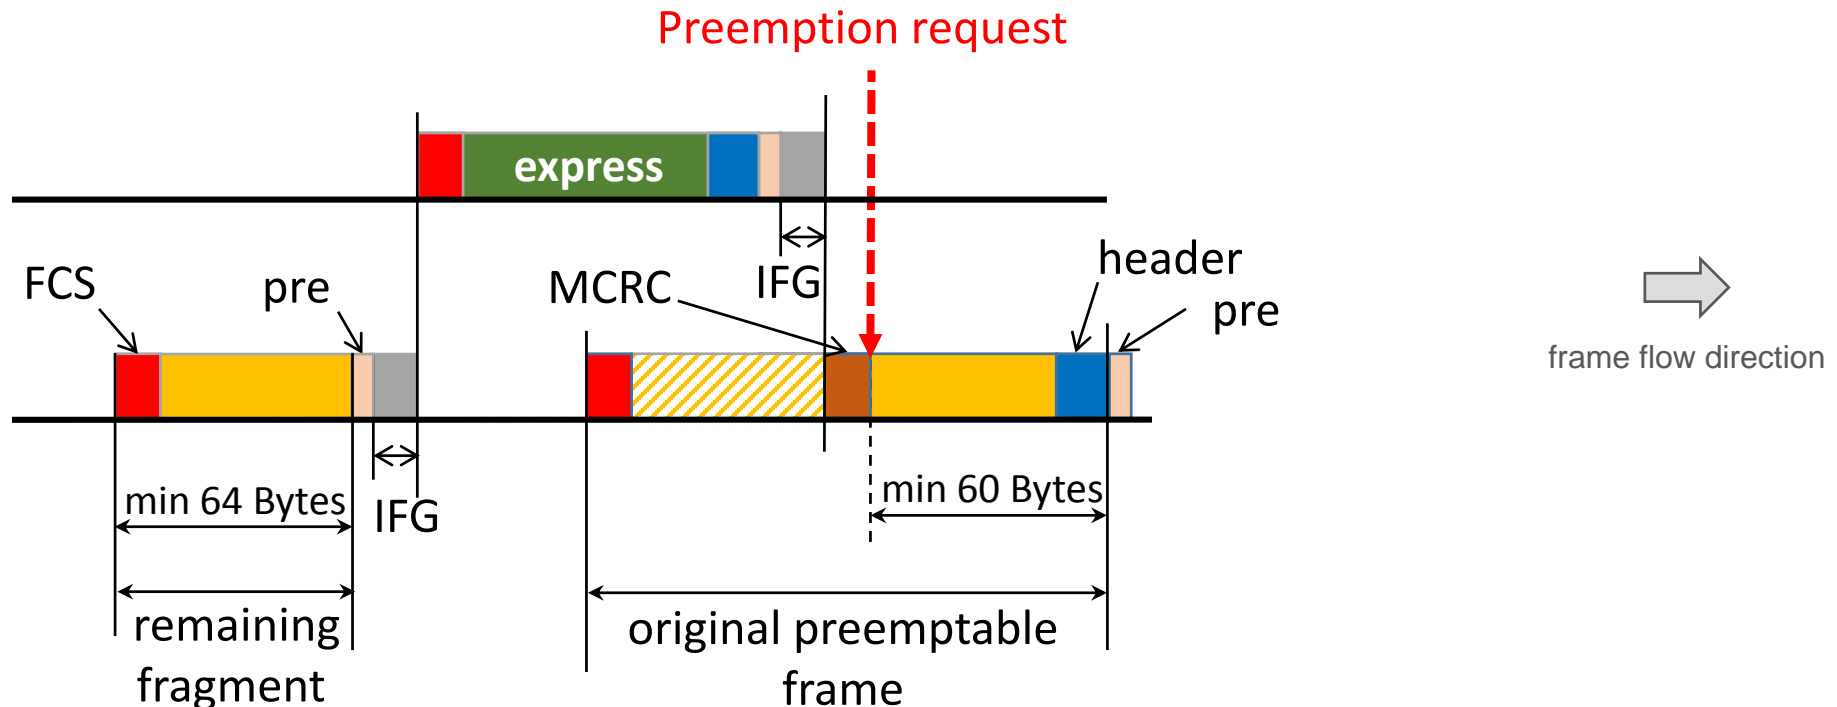 Preemption request
express
FCS
pre
MCRC
IFG
header
pre
frame flow direction
min 64 Bytes
IFG
min 60 Bytes
remaining
fragment
original preemptable
frame